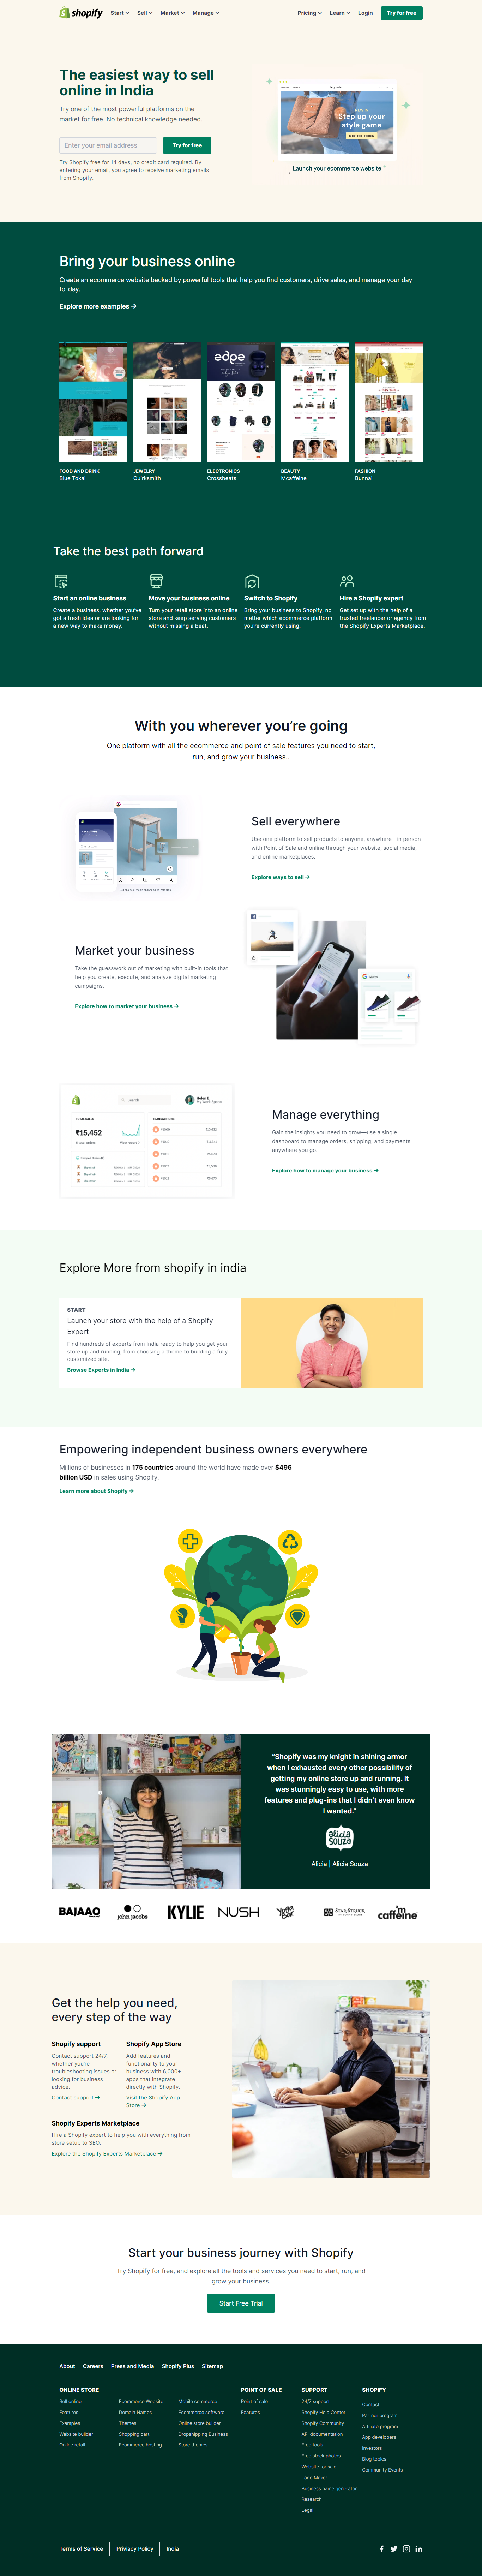 shopify
Start
Sell
Market
Manage
Pricing
Learn
Login
Try for free
The easiest way to sell
online in India
Try one of the most powerful platforms on the
market for free. No technical knowledge needed.
Enter your email address
Try for free
Try Shopify free for 14 days, no credit card required. By
entering your email, you agree to receive marketing emails
from Shopify.
Step up your
style game
Launch your ecommerce website
Bring your business online
Create an ecommerce website backed by powerful tools that help you find customers, drive sales, and manage your day-
to-day.
Explore more examples →
edge
FOOD AND DRINK
Blue Tokai
JEWELRY
Quirksmith
ELECTRONICS
Crossbeats
BEAUTY
Mcaffeine
FASHION
Bunnai
Take the best path forward
Start an online business
Create a business, whether you've
got a fresh idea or are looking for
a new way to make money.
Move your business online
Turn your retail store into an online
store and keep serving customers
without missing a beat.
Switch to Shopify
Bring your business to Shopify, no
matter which ecommerce platform
you're currently using.
Hire a Shopify expert
Get set up with the help of a
trusted freelancer or agency from
the Shopify Experts Marketplace.
With you wherever you're going
One platform with all the ecommerce and point of sale features you need to start,
run, and grow your business..
Sell everywhere
Use one platform to sell products to anyone, anywhere—in person
with Point of Sale and online through your website, social media,
and online marketplaces.
Explore ways to sell →
Market your business
Take the guesswork out of marketing with built-in tools that
help you create, execute, and analyze digital marketing
campaigns.
Explore how to market your business →
Search
Search
TOTAL SALES
₹15,452
TRANSACTIONS
Manage everything
Gain the insights you need to grow—use a single
dashboard to manage orders, shipping, and payments
anywhere you go.
Explore how to manage your business →
Explore More from shopify in india
START
Launch your store with the help of a Shopify
Expert
Find hundreds of experts from India ready to help you get your
store up and running, from choosing a theme to building a fully
customized site.
Browse Experts in India →
Empowering independent business owners everywhere
Millions of businesses in 175 countries around the world have made over $496
billion USD in sales using Shopify.
Learn more about Shopify →
“Shopify was my knight in shining armor
when I exhausted every other possibility of
getting my online store up and running. It
was stunningly easy to use, with more
features and plug-ins that I didn't even know
I wanted.”
alicia
souza
Alicia | Alicia Souza
BAJAAO
john jacobs
KYLIE
NUSH
STAR STRUCK
mcaffeine
Get the help you need,
every step of the way
Shopify support
Contact support 24/7,
whether you're
troubleshooting issues or
looking for business
advice.
Contact support →
Shopify App Store
Add features and
functionality to your
business with 6,000+
apps that integrate
directly with Shopify.
Visit the Shopify App
Store →
Shopify Experts Marketplace
Hire a Shopify expert to help you with everything from
store setup to SEO.
Explore the Shopify Experts Marketplace →
Start your business journey with Shopify
Try Shopify for free, and explore all the tools and services you need to start, run, and
grow your business.
Start Free Trial
About
Careers
Press and Media
Shopify Plus
Sitemap
ONLINE STORE
Sell online
Features
Examples
Website builder
Online retail
Ecommerce Website
Domain Names
Themes
Shopping cart
Ecommerce hosting
Mobile commerce
Ecommerce software
Online store builder
Dropshipping Business
Store themes
POINT OF SALE
Point of sale
Features
SUPPORT
24/7 support
Shopify Help Center
Shopify Community
API documentation
Free tools
Free stock photos
Website for sale
Logo Maker
Business name generator
Research
Legal
SHOPIFY
Contact
Partner program
Affiliate program
App developers
Investors
Blog topics
Community Events
Terms of Service
Priviacy Policy
India